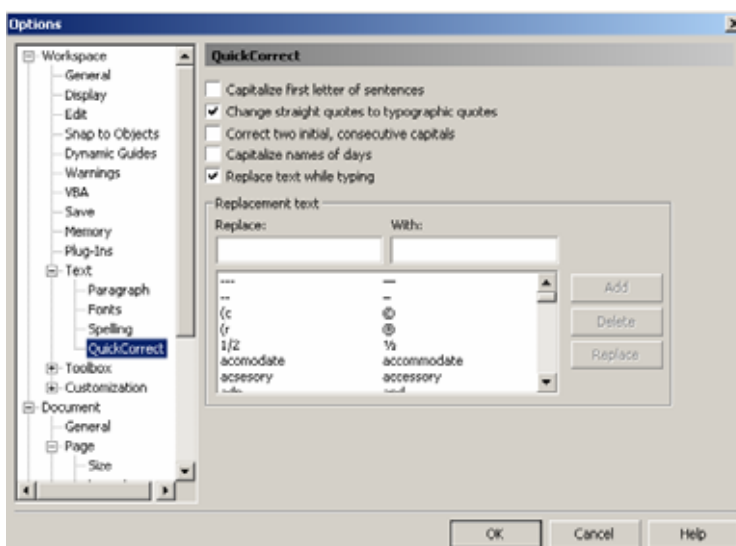 Options
Workspace
General
Display
Edit
Snap to Objects
Dynamic Guides
Warnings
VBA
Save
Memory
Plug-Ins
Text
Paragraph
Fonts
Spelling
QuickCorrect
Toolbox
Customization
Document
General
Page
Size
QuickCorrect
Capitalize first letter of sentences
Change straight quotes to typographic quotes
Correct two initial, consecutive capitals
Capitalize names of days
Replace text while typing
Replacement text
Replace: With:
--- —
-- –
(c ©
(r ®
1/2 ½
acomodate accommodate
acsesory accessory
Add
Delete
Replace
OK Cancel Help